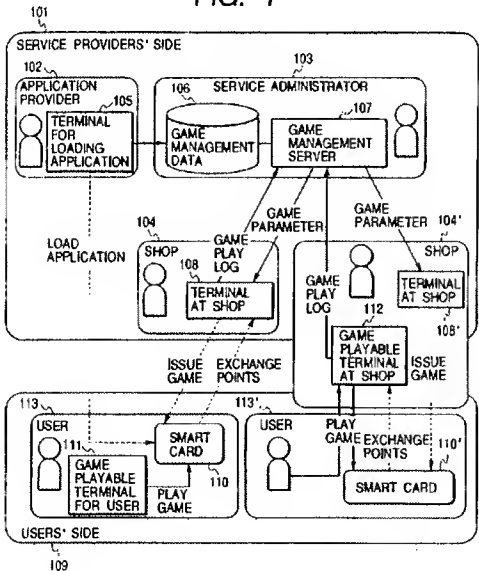 FIG. 1
101
SERVICE PROVIDERS' SIDE
102
APPLICATION
PROVIDER
105
TERMINAL
FOR
LOADING
APPLICATION
103
SERVICE ADMINISTRATOR
106
GAME
MANAGEMENT
DATA
107
GAME
MANAGEMENT
SERVER
LOAD
APPLICATION
104
SHOP
108
TERMINAL
AT SHOP
GAME
PLAY
LOG
GAME
PARAMETER
GAME
PARAMETER
104'
SHOP
TERMINAL
AT SHOP
108'
GAME
PLAY
LOG
112
GAME
PLAYABLE
TERMINAL
AT SHOP
ISSUE
GAME
ISSUE
GAME
EXCHANGE
POINTS
113
USER
111
GAME
PLAYABLE
TERMINAL
FOR USER
PLAY
GAME
SMART
CARD
110
113'
USER
PLAY
GAME
EXCHANGE
POINTS
110'
SMART CARD
USERS' SIDE
109